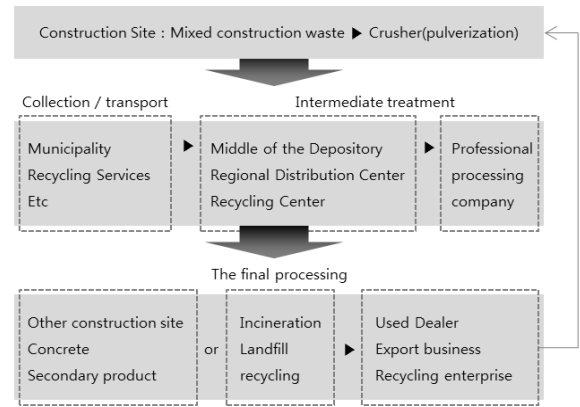 Construction Site : Mixed construction waste ▶ Crusher(pulverization)
Collection / transport
Intermediate treatment
Municipality
Recycling Services
Etc
▶
Middle of the Depository
Regional Distribution Center
Recycling Center
▶
Professional
processing
company
The final processing
Other construction site
Concrete
Secondary product
or
Incineration
Landfill
recycling
▶
Used Dealer
Export business
Recycling enterprise